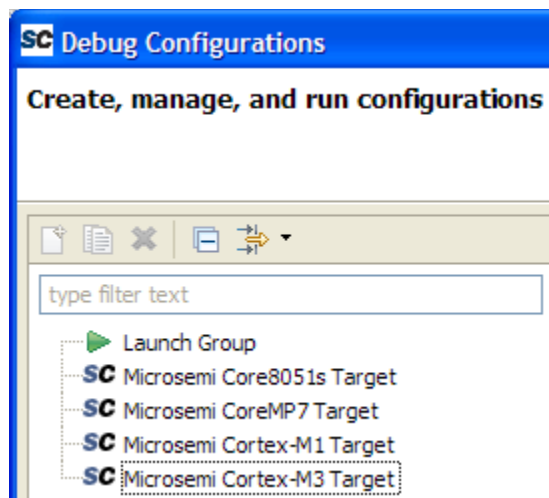 SC Debug Configurations
Create, manage, and run configurations
type filter text
Launch Group
SC Microsemi Core8051s Target
SC Microsemi CoreMP7 Target
SC Microsemi Cortex-M1 Target
SC Microsemi Cortex-M3 Target